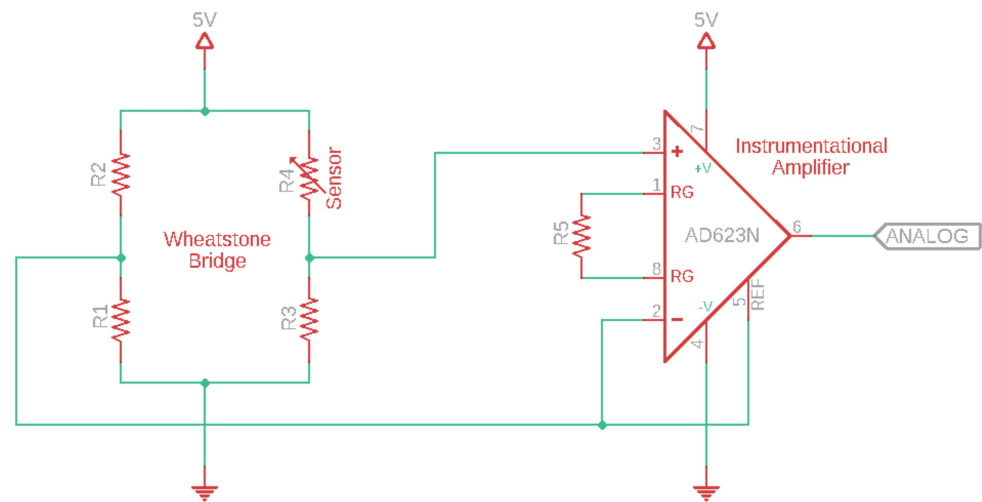 5V
5V
R2
R4
Sensor
Wheatstone
Bridge
R1
R3
Instrumentational
Amplifier
3
+
7
+V
1
RG
R5
AD623N
6
ANALOG
8
RG
2
-
-V
4
5
REF